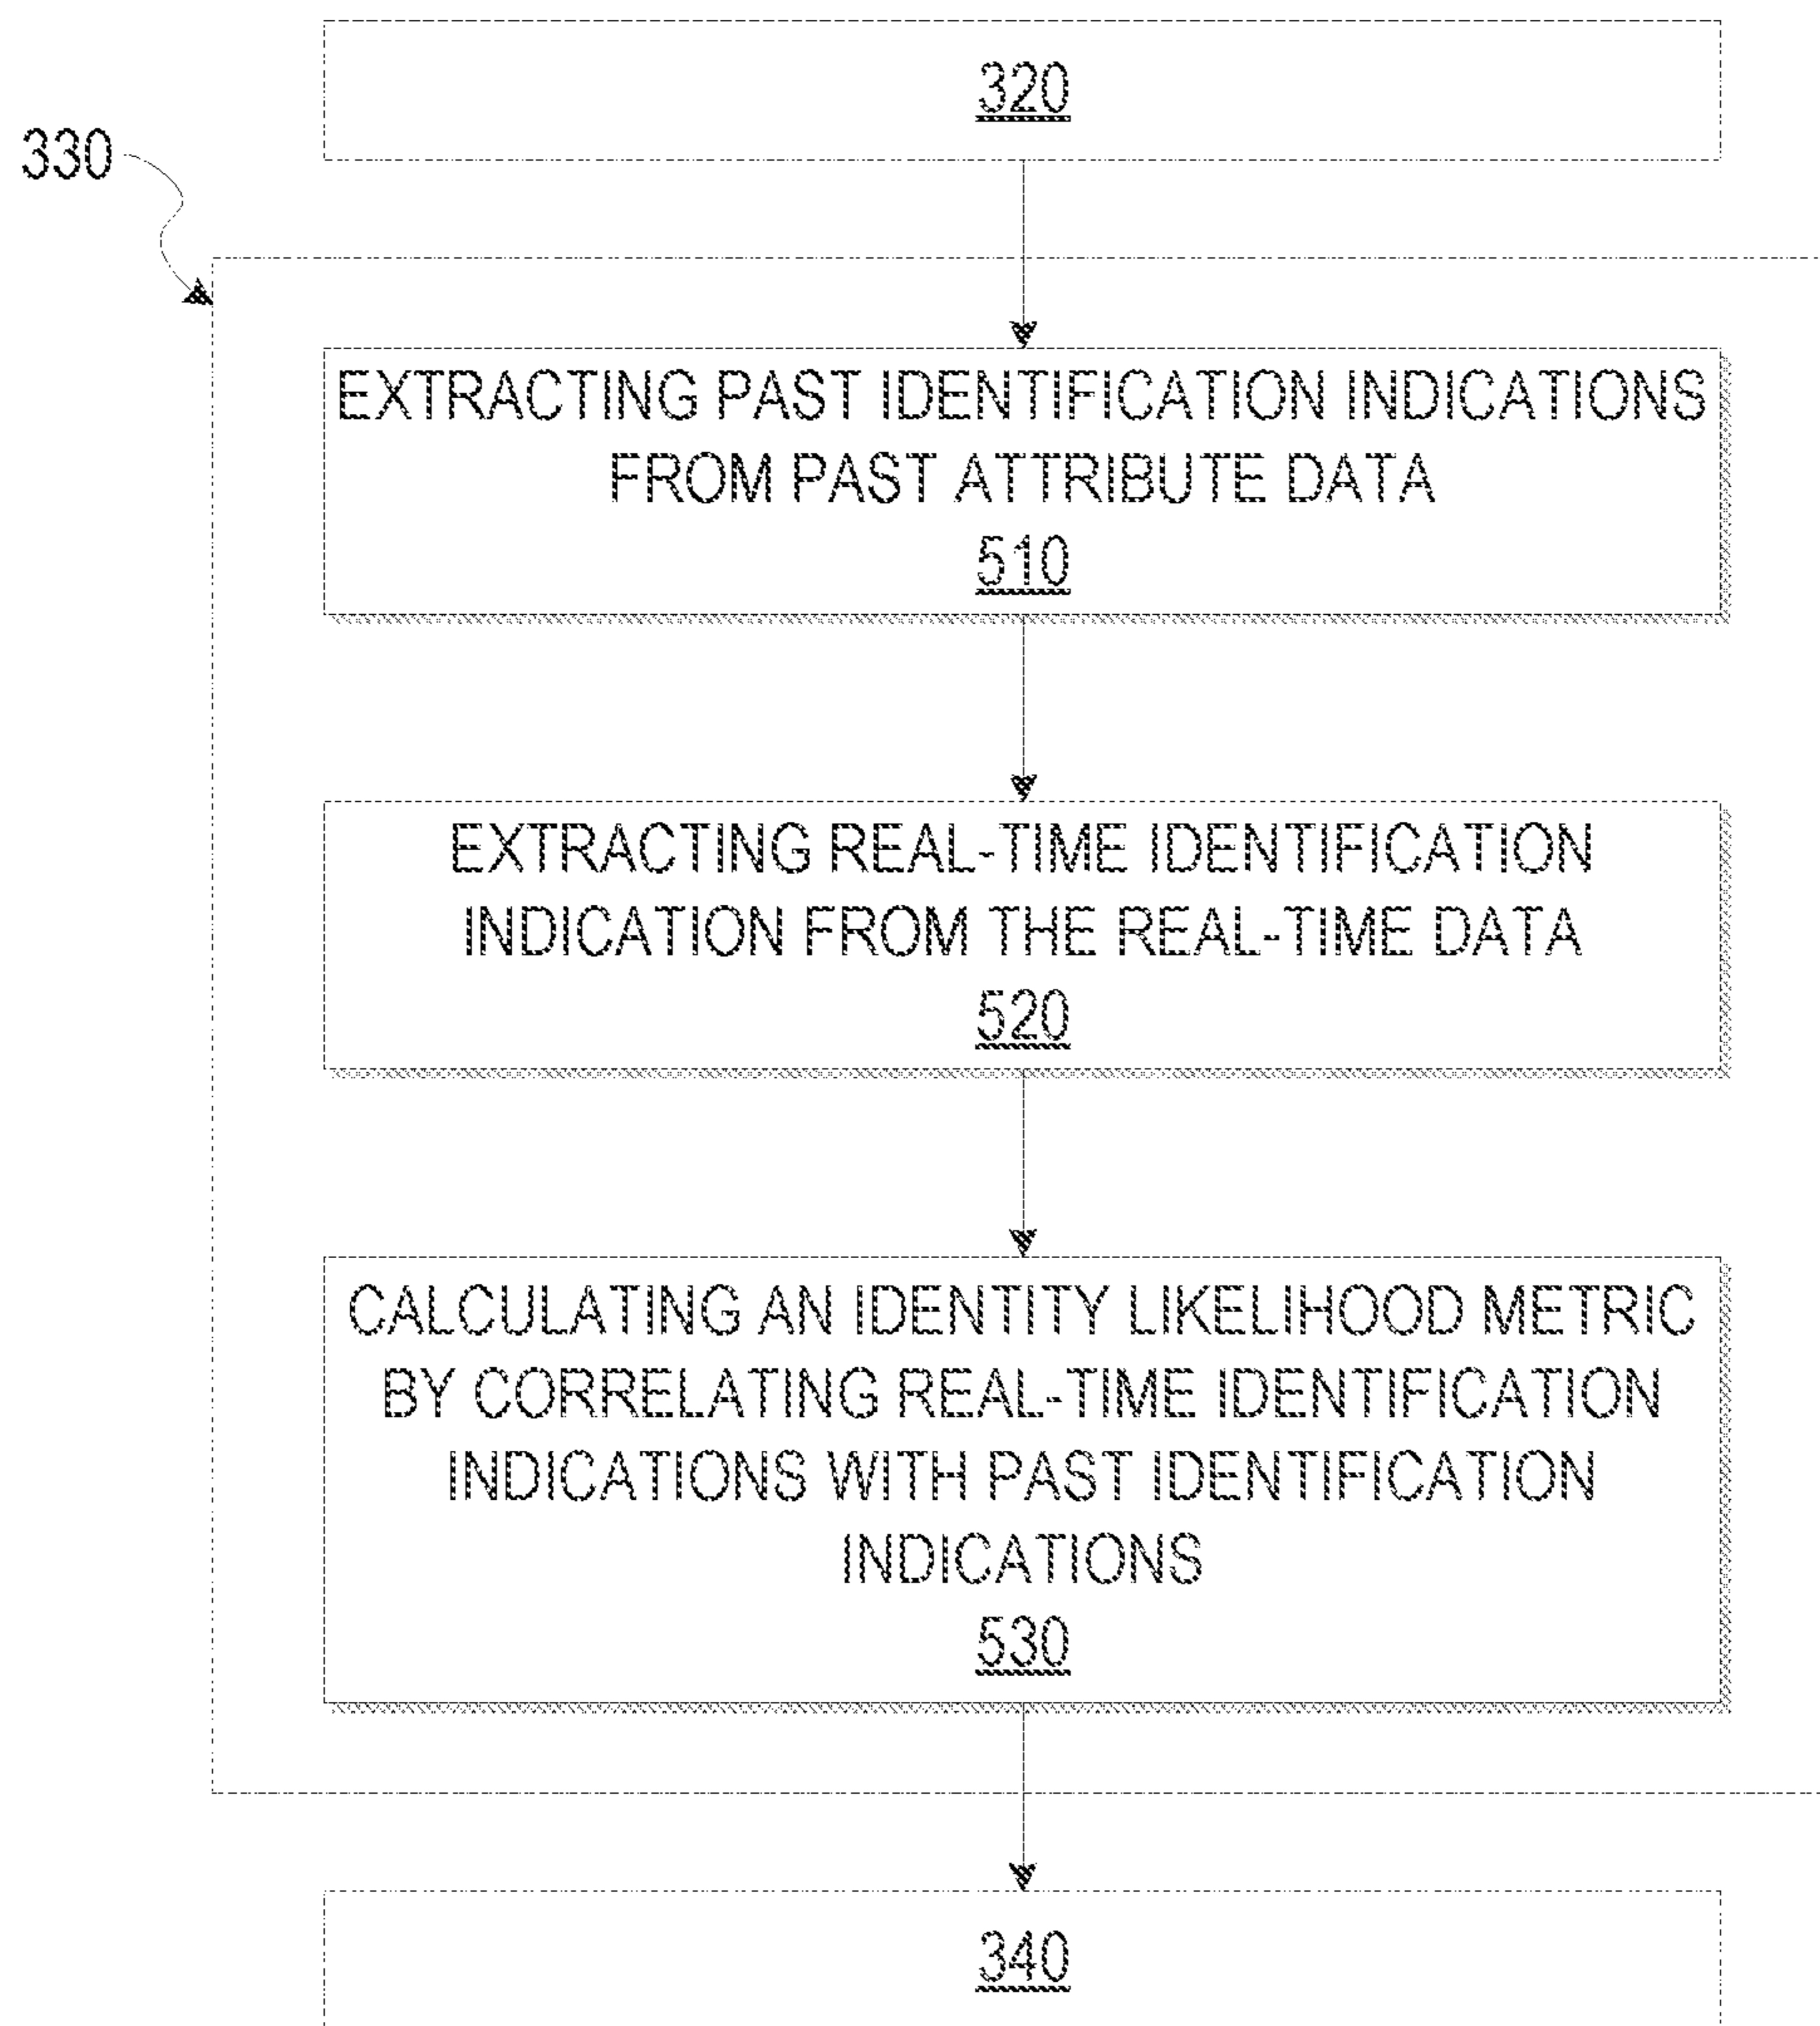 320
330
EXTRACTING PAST IDENTIFICATION INDICATIONS
FROM PAST ATTRIBUTE DATA
510
EXTRACTING REAL-TIME IDENTIFICATION
INDICATION FROM THE REAL-TIME DATA
520
CALCULATING AN IDENTITY LIKELIHOOD METRIC
BY CORRELATING REAL-TIME IDENTIFICATION
INDICATIONS WITH PAST IDENTIFICATION
INDICATIONS
530
340